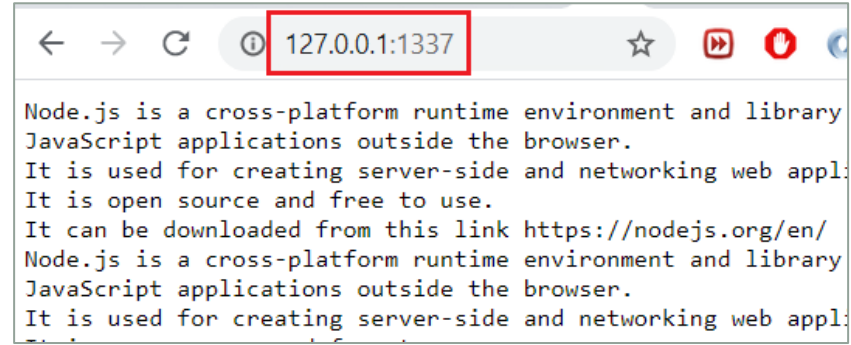 127.0.0.1:1337
Node.js is a cross-platform runtime environment and library
JavaScript applications outside the browser.
It is used for creating server-side and networking web
It is open source and free to use.
It can be downloaded from this link https://nodejs.org/en/
Node.js is a cross-platform runtime environment and library
JavaScript applications outside the browser.
It is used for creating server-side and networking web